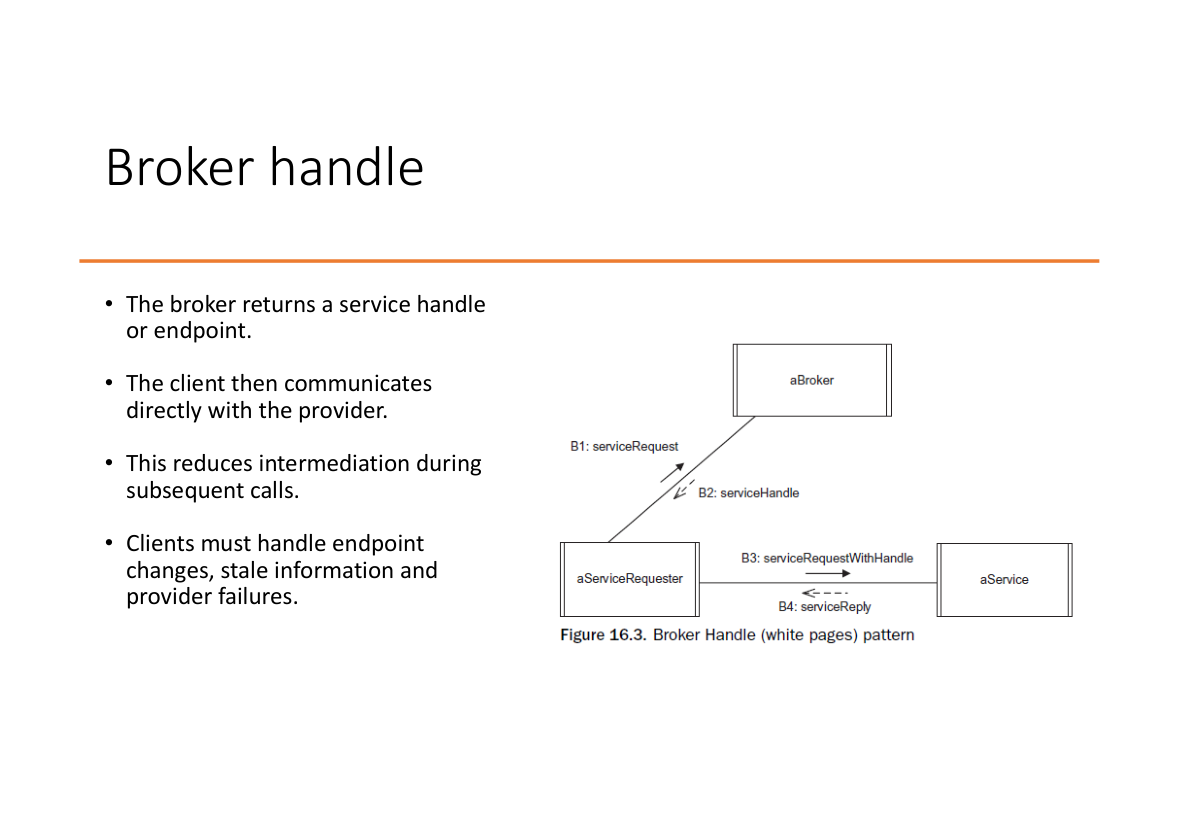 Broker handle
• The broker returns a service handle
or endpoint.
• The client then communicates
directly with the provider.
• This reduces intermediation during
subsequent calls.
• Clients must handle endpoint
changes, stale information and
provider failures.
aBroker
B1: serviceRequest
B2: serviceHandle
B3: serviceRequestWithHandle
aServiceRequester
aService
B4: serviceReply
Figure 16.3. Broker Handle (white pages) pattern